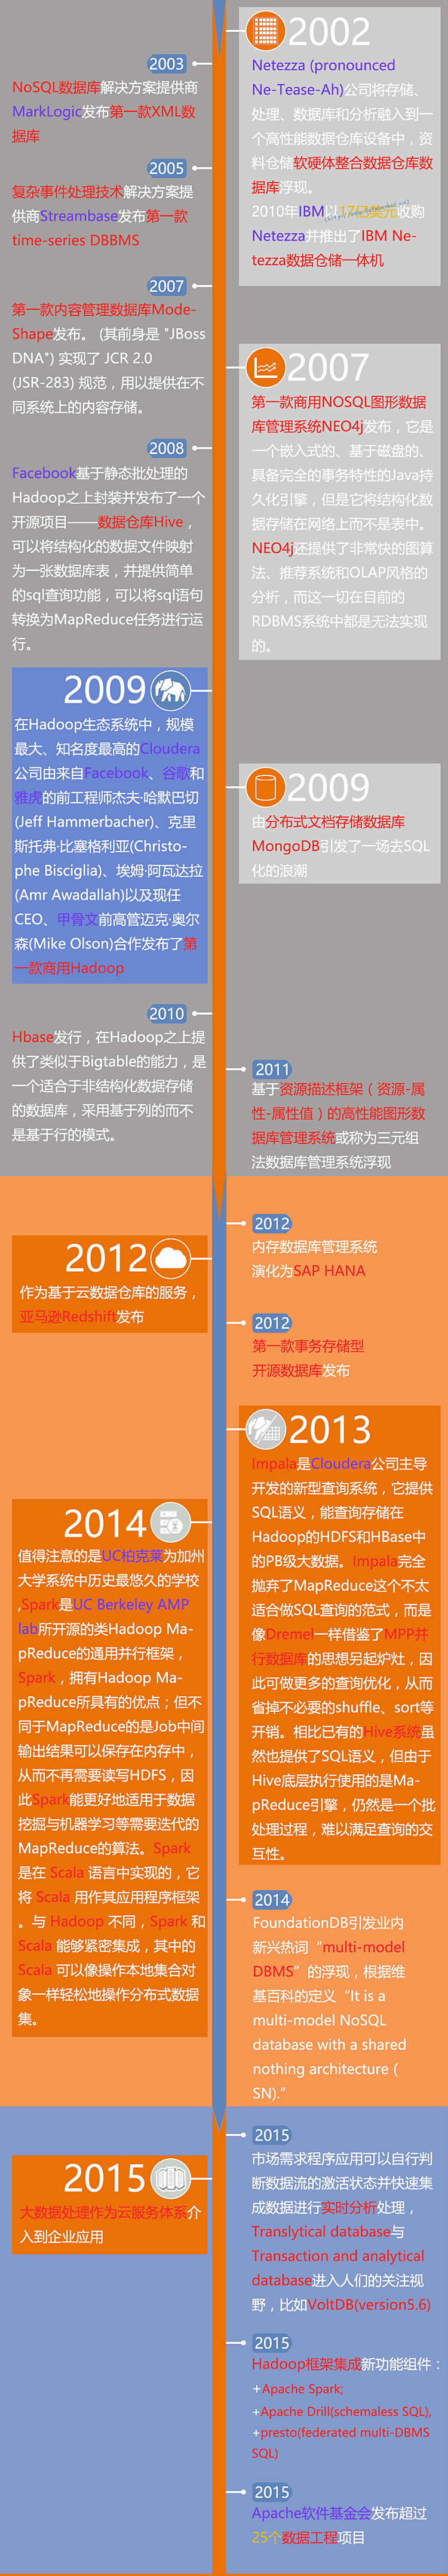 2002
Netezza (pronounced
Ne-Tease-Ah)公司将存储、
处理、数据库和分析融入到一
个高性能数据仓库设备中，资
料仓储软硬体整合数据仓库数
据库浮现。
2010年IBM以17亿美元收购
Netezza并推出了IBM Ne-
tezza数据仓储一体机
2003
NoSQL数据库解决方案提供商
MarkLogic发布第一款XML数
据库
2005
复杂事件处理技术解决方案提
供商Streambase发布第一款
time-series DBBMS
2007
第一款内容管理数据库Mode-
Shape发布。 (其前身是 "JBoss
DNA") 实现了 JCR 2.0
(JSR-283) 规范，用以提供在不
同系统上的内容存储。
2007
第一款商用NOSQL图形数据
库管理系统NEO4j发布，它是
一个嵌入式的、基于磁盘的、
具备完全的事务特性的Java持
久化引擎，但是它将结构化数
据存储在网络上而不是表中。
NEO4j还提供了非常快的图算
法、推荐系统和OLAP风格的
分析，而这一切在目前的
RDBMS系统中都是无法实现
的。
2008
Facebook基于静态批处理的
Hadoop之上封装并发布了一个
开源项目——数据仓库Hive，
可以将结构化的数据文件映射
为一张数据库表，并提供简单
的sql查询功能，可以将sql语句
转换为MapReduce任务进行运
行。
2009
在Hadoop生态系统中，规模
最大、知名度最高的Cloudera
公司由来自Facebook、谷歌和
雅虎的前工程师杰夫·哈默巴切
(Jeff Hammerbacher)、克里
斯托弗·比塞格利亚(Christo-
phe Bisciglia)、埃姆·阿瓦达拉
(Amr Awadallah)以及现任
CEO、甲骨文前高管迈克·奥尔
森(Mike Olson)合作发布了第
一款商用Hadoop
2009
由分布式文档存储数据库
MongoDB引发了一场去SQL
化的浪潮
2010
Hbase发行，在Hadoop之上提
供了类似于Bigtable的能力，是
一个适合于非结构化数据存储
的数据库，采用基于列的而不
是基于行的模式。
2011
基于资源描述框架（资源-属
性-属性值）的高性能图形数
据库管理系统或称为三元组
法数据库管理系统浮现
2012
内存数据库管理系统
演化为SAP HANA
2012
作为基于云数据仓库的服务，
亚马逊Redshift发布
2012
第一款事务存储型
开源数据库发布
2013
Impala是Cloudera公司主导
开发的新型查询系统，它提供
SQL语义，能查询存储在
Hadoop的HDFS和HBase中
的PB级大数据。Impala完全
抛弃了MapReduce这个不太
适合做SQL查询的范式，而是
像Dremel一样借鉴了MPP并
行数据库的思想另起炉灶，因
此可做更多的查询优化，从而
省掉不必要的shuffle、sort等
开销。相比已有的Hive系统虽
然也提供了SQL语义，但由于
Hive底层执行使用的是Ma-
pReduce引擎，仍然是一个批
处理过程，难以满足查询的交
互性。
2014
值得注意的是UC柏克莱为加州
大学系统中历史最悠久的学校
,Spark是UC Berkeley AMP
lab所开源的类Hadoop Ma-
pReduce的通用并行框架，
Spark，拥有Hadoop Ma-
pReduce所具有的优点；但不
同于MapReduce的是Job中间
输出结果可以保存在内存中，
从而不再需要读写HDFS，因
此Spark能更好地适用于数据
挖掘与机器学习等需要迭代的
MapReduce的算法。Spark
是在 Scala 语言中实现的，它
将 Scala 用作其应用程序框架
。与 Hadoop 不同，Spark 和
Scala 能够紧密集成，其中的
Scala 可以像操作本地集合对
象一样轻松地操作分布式数据
集。
2014
FoundationDB引发业内
新兴热词“multi-model
DBMS”的浮现，根据维
基百科的定义“It is a
multi-model NoSQL
database with a shared
nothing architecture (
SN).”
2015
大数据处理作为云服务体系介
入到企业应用
2015
市场需求程序应用可以自行判
断数据流的激活状态并快速集
成数据进行实时分析处理，
Translytical database与
Transaction and analytical
database进入人们的关注视
野，比如VoltDB(version5.6)
2015
Hadoop框架集成新功能组件：
+Apache Spark;
+Apache Drill(schemaless SQL),
+presto(federated multi-DBMS
SQL)
2015
Apache软件基金会发布超过
25个数据工程项目